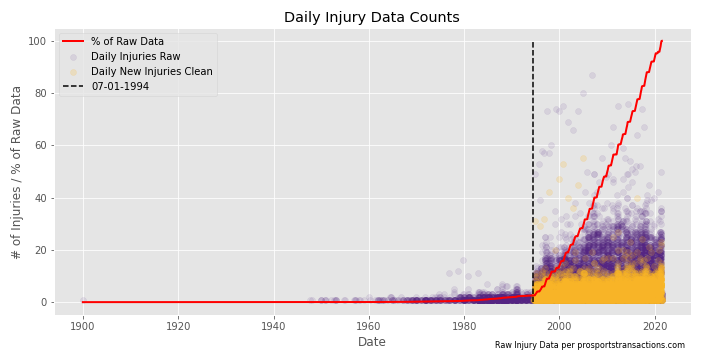 Daily Injury Data Counts
# of Injuries / % of Raw Data
100
80
60
40
20
0
% of Raw Data
Daily Injuries Raw
Daily New Injuries Clean
07-01-1994
1900
1920
1940
1960
1980
2000
2020
Date
Raw Injury Data per prosportstransactions.com